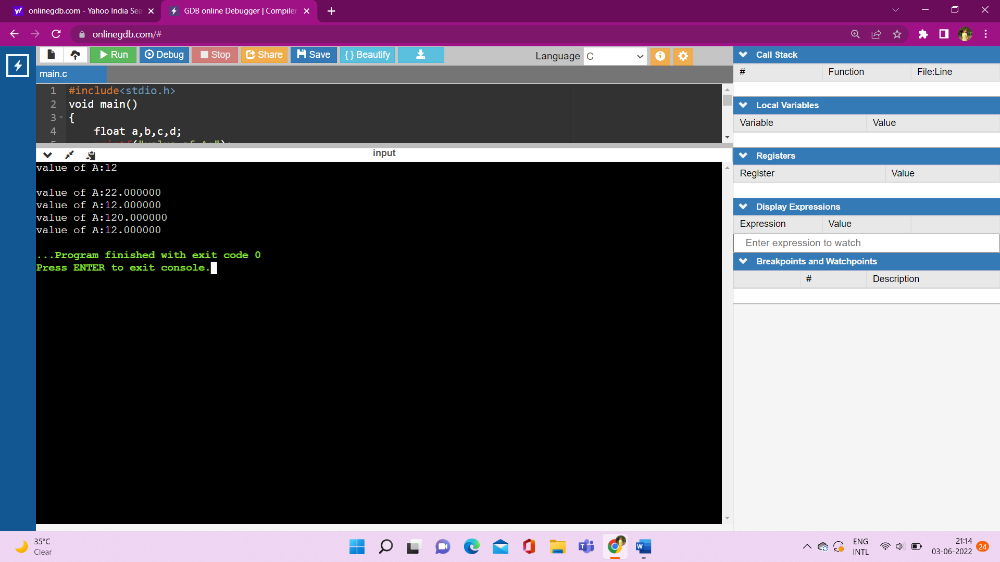 onlinegdb.com - Yahoo India Sea
GDB online Debugger | Compiler
onlinegdb.com/#
Run
Debug
Stop
Share
Save
{ } Beautify
Language
C
main.c
1 #include<stdio.h>
2 void main()
3 {
4 float a,b,c,d;
5 printf("value of A:");
input
value of A:12
value of A:22.000000
value of A:12.000000
value of A:120.000000
value of A:12.000000
...Program finished with exit code 0
Press ENTER to exit console.
Call Stack
# Function File:Line
Local Variables
Variable Value
Registers
Register Value
Display Expressions
Expression Value
Enter expression to watch
Breakpoints and Watchpoints
# Description
35°C
Clear
ENG
INTL
21:14
03-06-2022
24